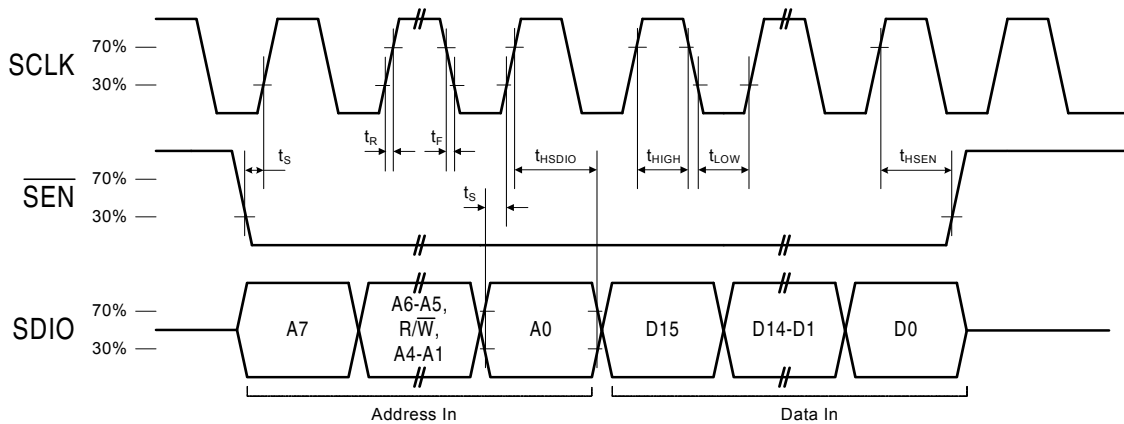 SCLK
70%
30%
tR
tF
tS
tHSDIO
tHIGH
tLOW
tHSEN
SEN
70%
30%
tS
SDIO
70%
30%
A7
A6-A5,
R/W,
A4-A1
A0
D15
D14-D1
D0
Address In
Data In